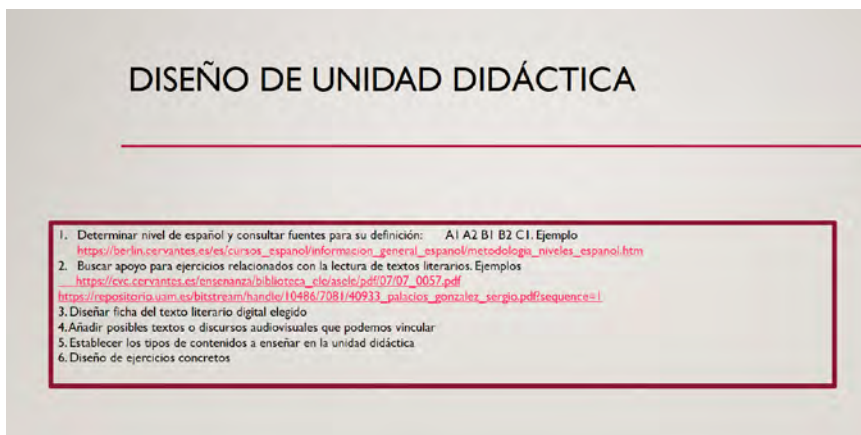 DISEÑO DE UNIDAD DIDÁCTICA
1. Determinar nivel de español y consultar fuentes para su definición: A1 A2 B1 B2 C1. Ejemplo
https://berlin.cervantes.es/es/cursos_espanol/informacion_general_espanol/metodologia_niveles_espanol.htm
2. Buscar apoyo para ejercicios relacionados con la lectura de textos literarios. Ejemplos
https://cvc.cervantes.es/ensenanza/biblioteca_ele/asele/pdf/07/07_0057.pdf
https://repositorio.uam.es/bitstream/handle/10486/7081/40933_palacios_gonzalez_sergio.pdf?sequence=1
3. Diseñar ficha del texto literario digital elegido
4. Añadir posibles textos o discursos audiovisuales que podemos vincular
5. Establecer los tipos de contenidos a enseñar en la unidad didáctica
6. Diseño de ejercicios concretos